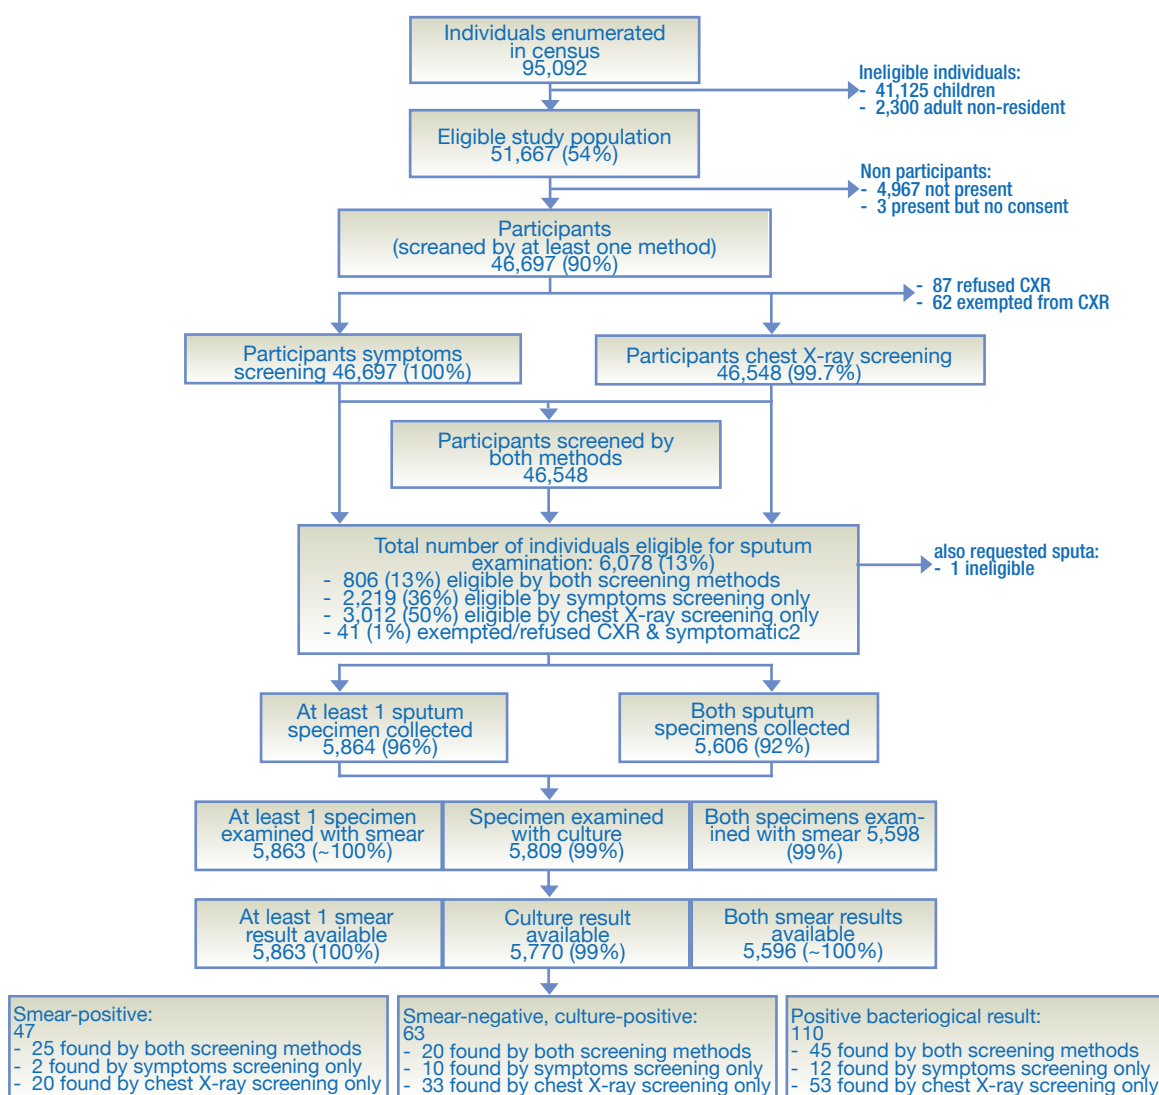 Individuals enumerated
in census
95,092
Ineligible individuals:
- 41,125 children
- 2,300 adult non-resident
Eligible study population
51,667 (54%)
Non participants:
- 4,967 not present
- 3 present but no consent
Participants
(screaned by at least one method)
46,697 (90%)
- 87 refused CXR
- 62 exempted from CXR
Participants symptoms
screening 46,697 (100%)
Participants chest X-ray screening
46,548 (99.7%)
Participants screened by
both methods
46,548
Total number of individuals eligible for sputum
examination: 6,078 (13%)
- 806 (13%) eligible by both screening methods
- 2,219 (36%) eligible by symptoms screening only
- 3,012 (50%) eligible by chest X-ray screening only
- 41 (1%) exempted/refused CXR & symptomatic2
also requested sputa:
- 1 ineligible
At least 1 sputum
specimen collected
5,864 (96%)
Both sputum
specimens collected
5,606 (92%)
At least 1 specimen
examined with smear
5,863 (~100%)
Specimen examined
with culture
5,809 (99%)
Both specimens exam-
ined with smear 5,598
(99%)
At least 1 smear
result available
5,863 (100%)
Culture result
available
5,770 (99%)
Both smear results
available
5,596 (~100%)
Smear-positive:
47
- 25 found by both screening methods
- 2 found by symptoms screening only
- 20 found by chest X-ray screening only
Smear-negative, culture-positive:
63
- 20 found by both screening methods
- 10 found by symptoms screening only
- 33 found by chest X-ray screening only
Positive bacteriogical result:
110
- 45 found by both screening methods
- 12 found by symptoms screening only
- 53 found by chest X-ray screening only